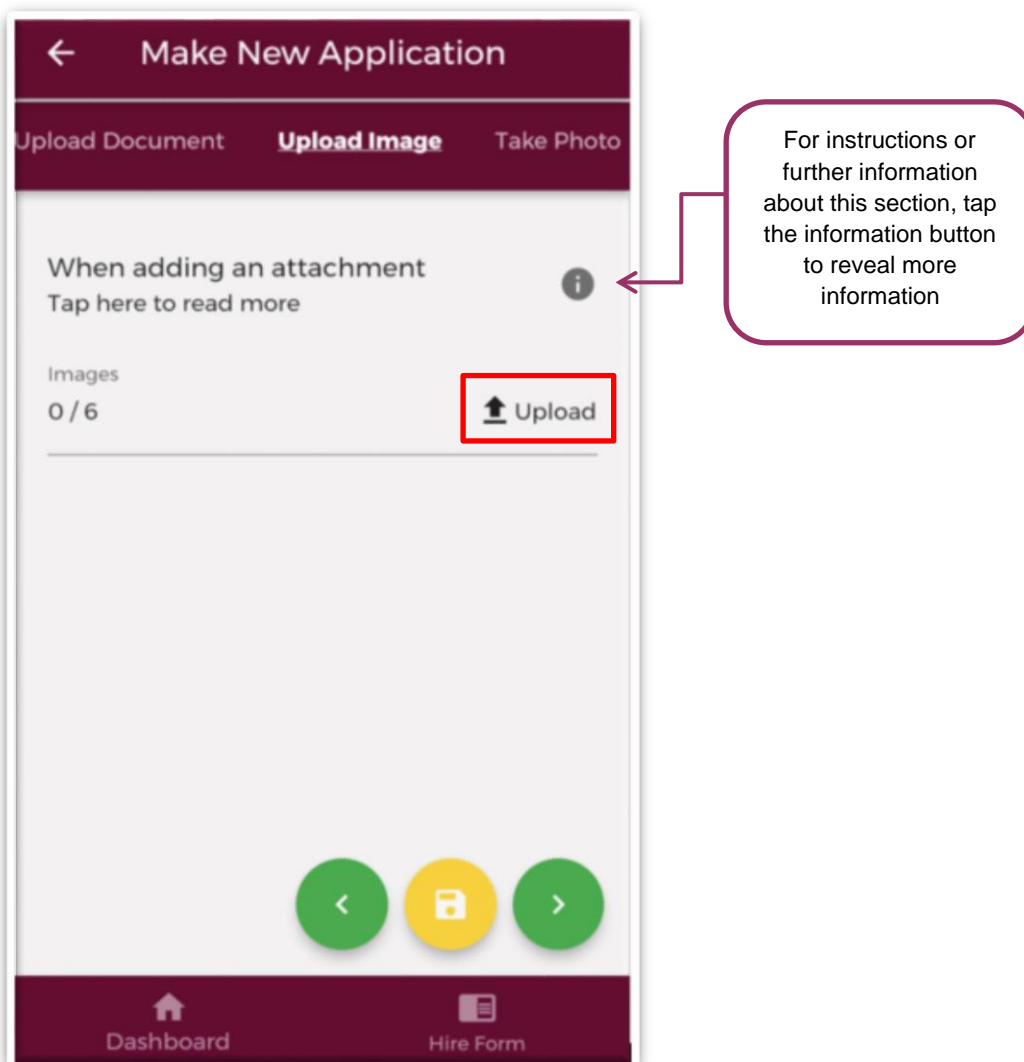 Make New Application
Upload Document Upload Image Take Photo
When adding an attachment
Tap here to read more
Images
0 / 6
Upload
Dashboard
Hire Form
For instructions or
further information
about this section, tap
the information button
to reveal more
information